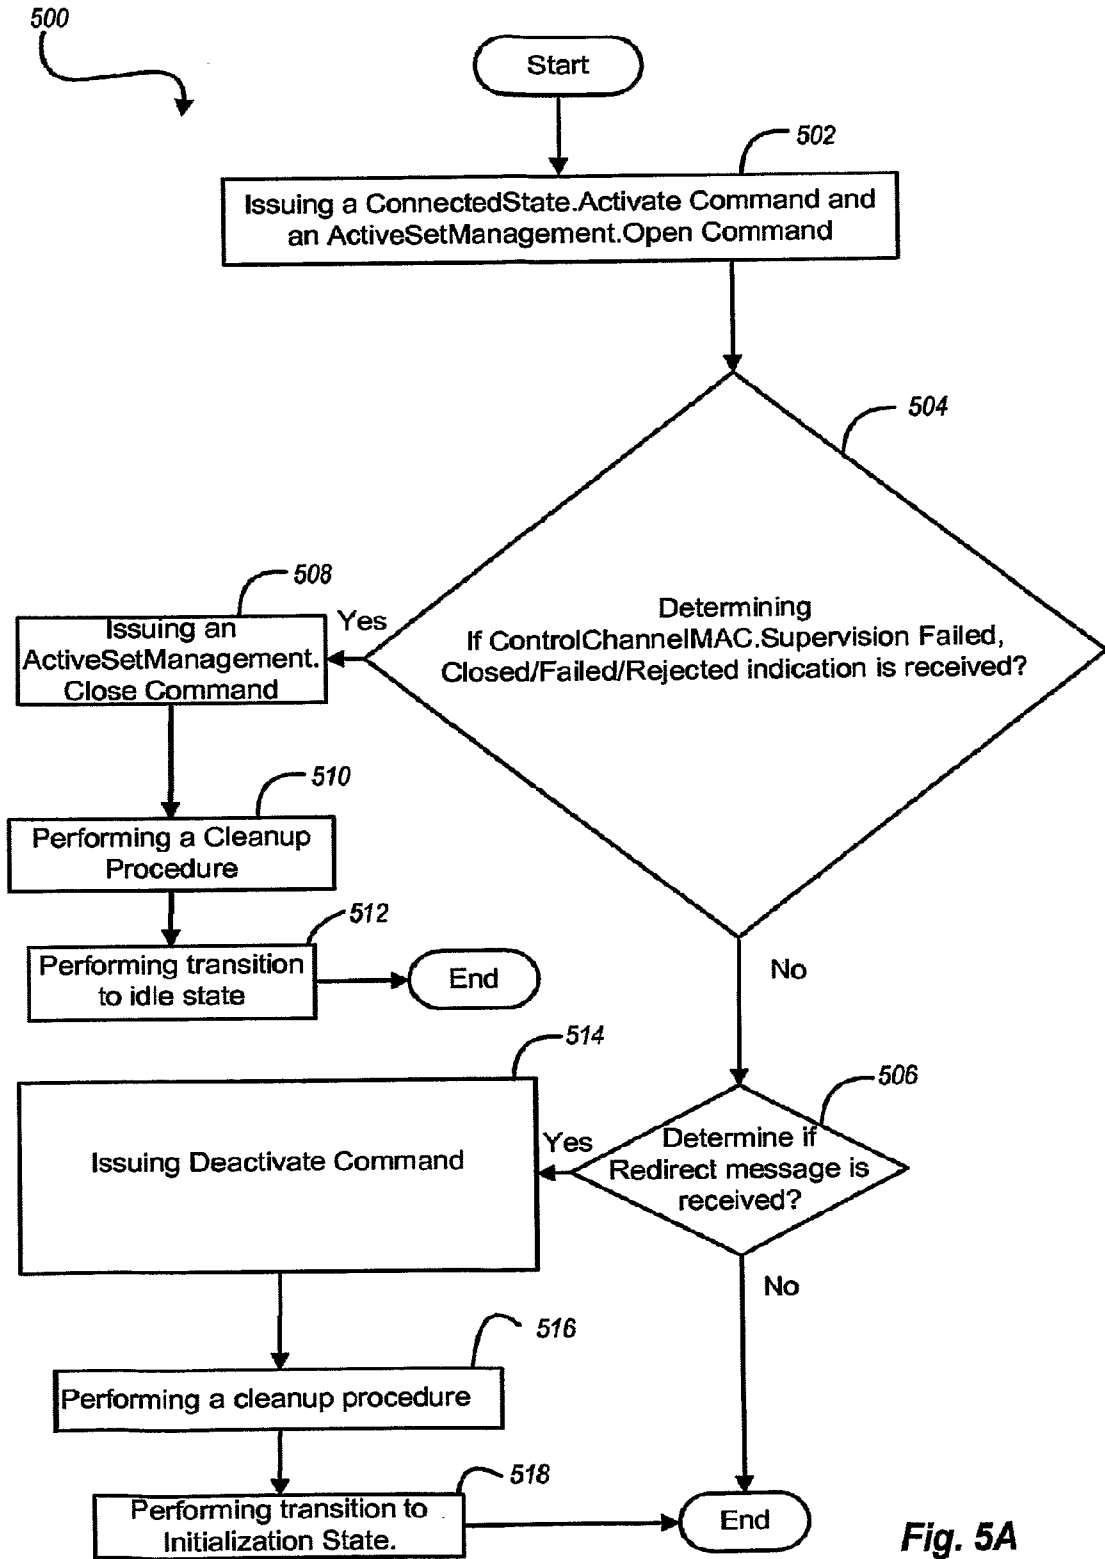 500
Start
502
Issuing a ConnectedState.Activate Command and
an ActiveSetManagement.Open Command
504
Determining
If ControlChannelMAC.Supervision Failed,
Closed/Failed/Rejected indication is received?
Yes
508
Issuing an
ActiveSetManagement.
Close Command
510
Performing a Cleanup
Procedure
512
Performing transition
to idle state
End
No
506
Determine if
Redirect message is
received?
Yes
514
Issuing Deactivate Command
No
516
Performing a cleanup procedure
518
Performing transition to
Initialization State.
End
Fig. 5A